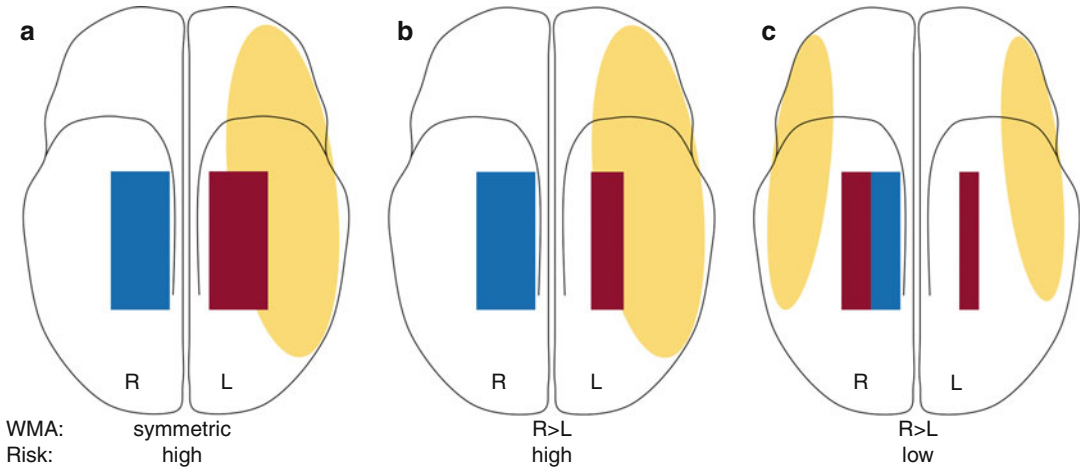 a b c
R L R L R L
WMA: symmetric R>L R>L
Risk: high high low